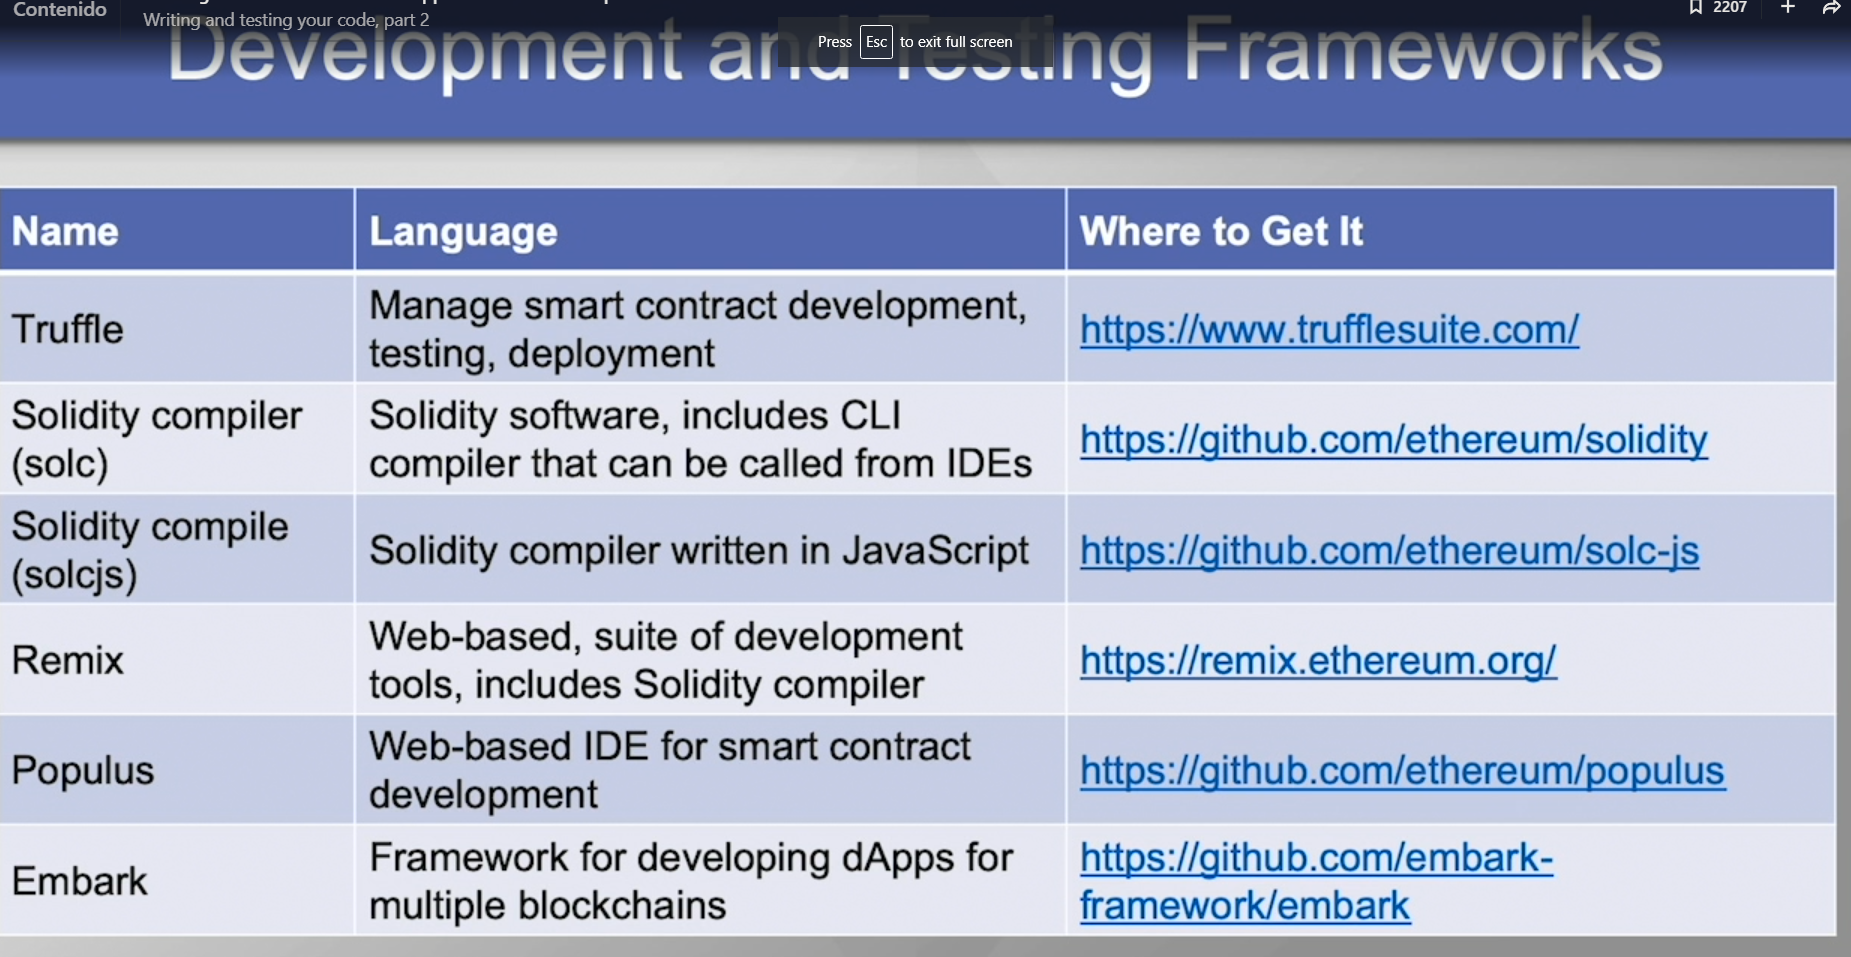 Contenido
Writing and testing your code, part 2
2207
Press Esc to exit full screen
Development and Testing Frameworks
Name
Language
Where to Get It
Truffle
Manage smart contract development,
testing, deployment
https://www.trufflesuite.com/
Solidity compiler
(solc)
Solidity software, includes CLI
compiler that can be called from IDEs
https://github.com/ethereum/solidity
Solidity compile
(solcjs)
Solidity compiler written in JavaScript
https://github.com/ethereum/solc-js
Remix
Web-based, suite of development
tools, includes Solidity compiler
https://remix.ethereum.org/
Populus
Web-based IDE for smart contract
development
https://github.com/ethereum/populus
Embark
Framework for developing dApps for
multiple blockchains
https://github.com/embark-
framework/embark